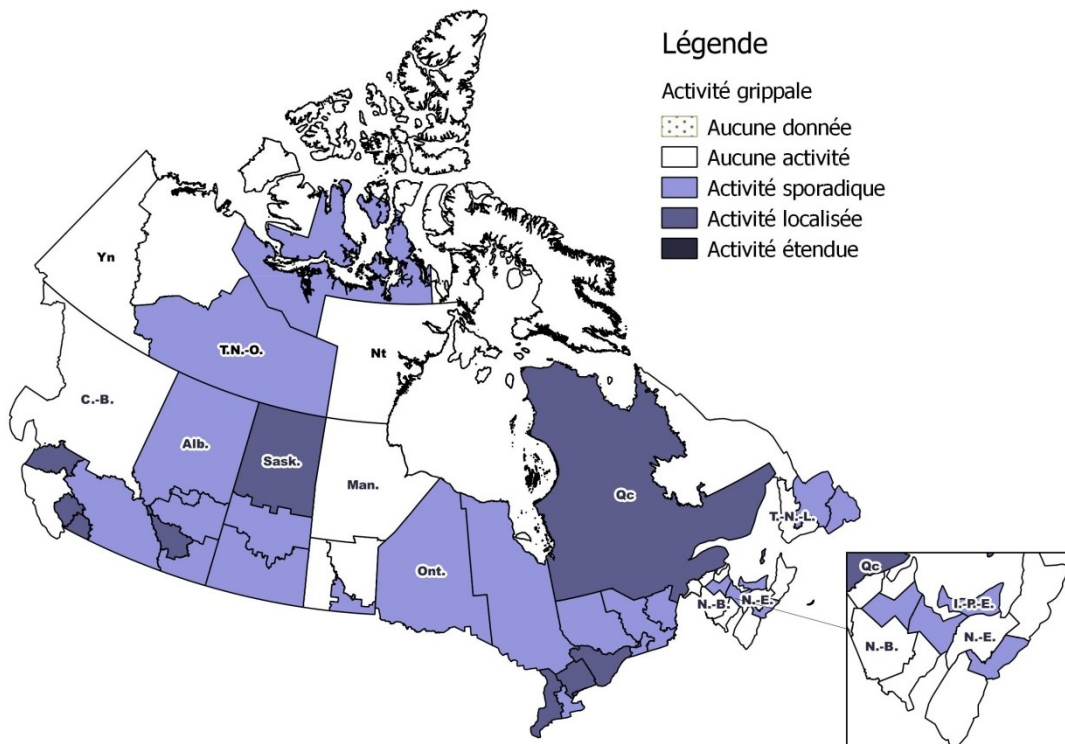 Légende
Activité grippale
Aucune donnée
Aucune activité
Activité sporadique
Activité localisée
Activité étendue
Yn
T.N.-O.
Nt
C.-B.
Alb.
Sask.
Man.
Qc
T.-N.-L.
Ont.
N.-B.
N.-E.
Qc
I.-P.-E.
N.-E.
N.-B.